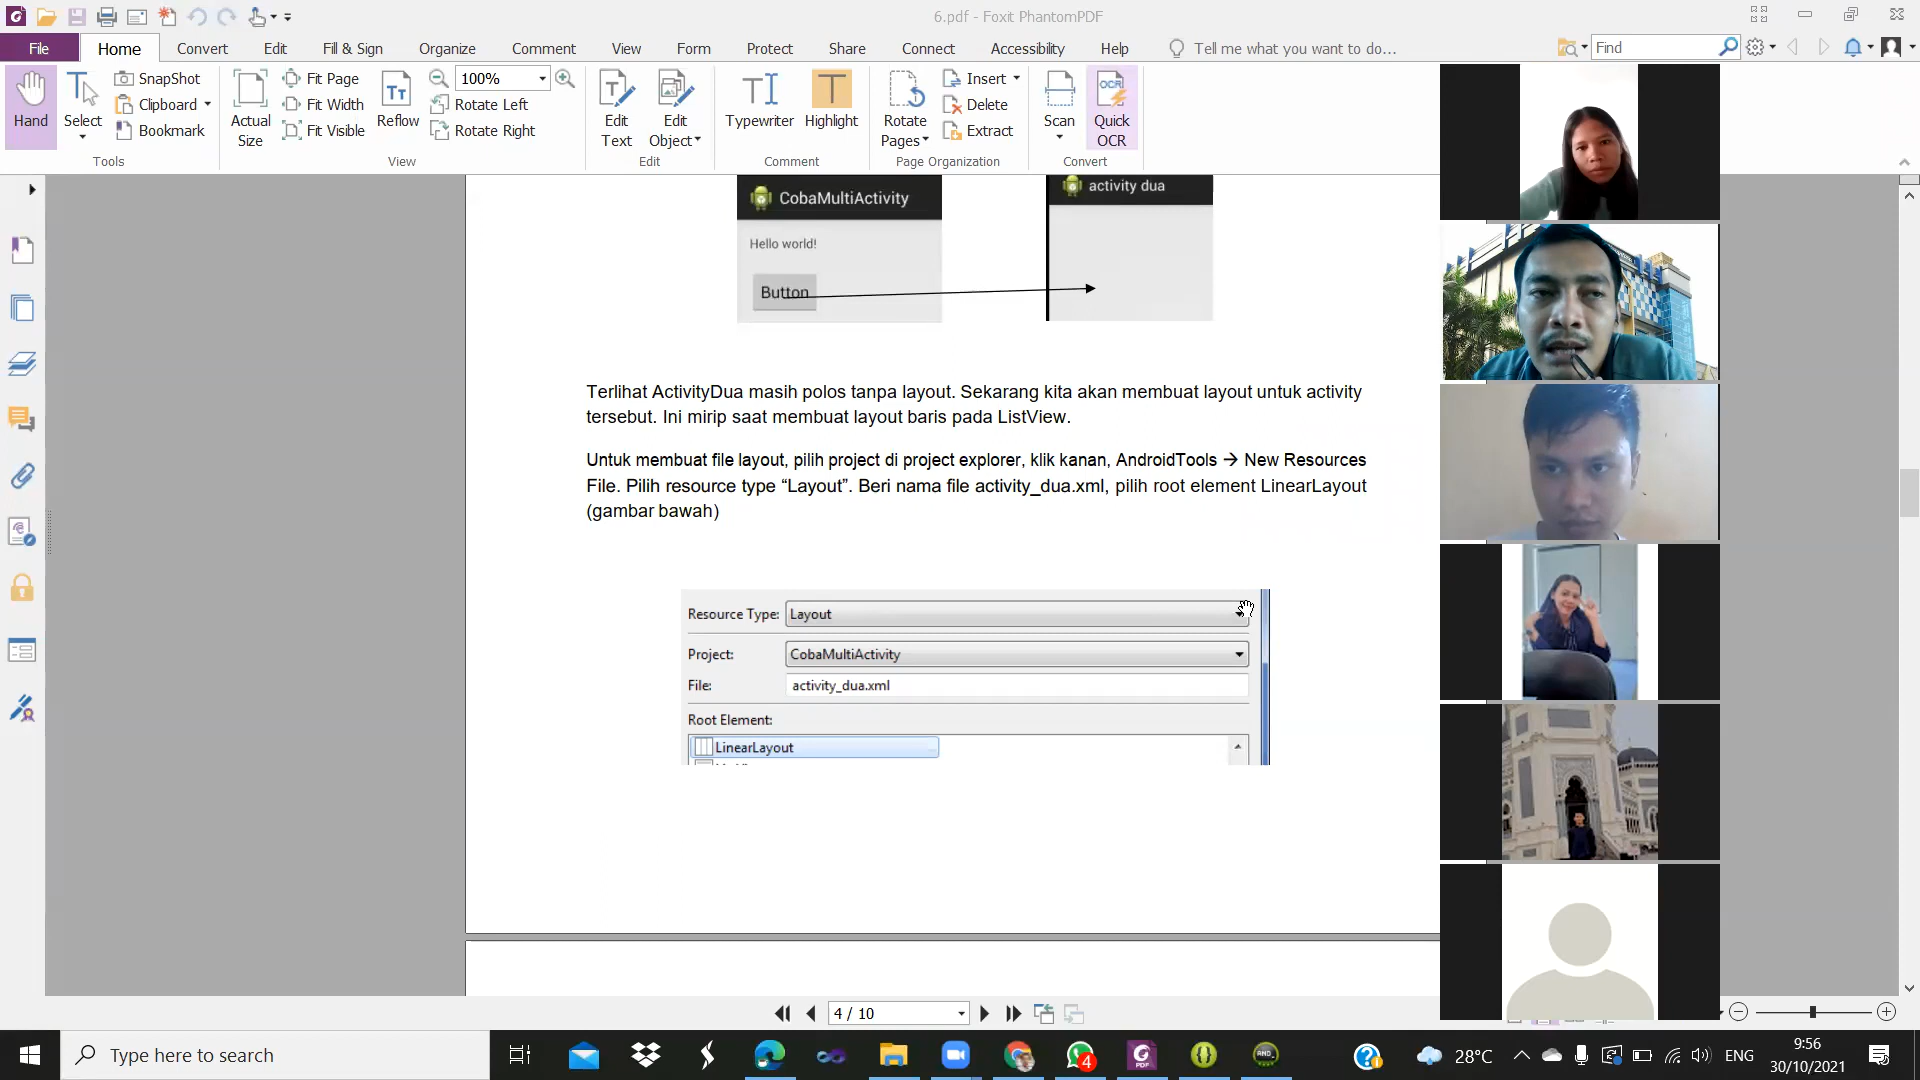 6.pdf - Foxit PhantomPDF
File
Home
Convert
Edit
Fill & Sign
Organize
Comment
View
Form
Protect
Share
Connect
Accessibility
Help
Tell me what you want to do...
Find
Hand
Select
SnapShot
Clipboard
Bookmark
Tools
Actual
Size
Fit Page
Fit Width
Fit Visible
Reflow
100%
Rotate Left
Rotate Right
View
Edit
Text
Edit
Object
Edit
Typewriter
Highlight
Comment
Rotate
Pages
Insert
Delete
Extract
Page Organization
Scan
Quick
OCR
Convert
CobaMultiActivity
Hello world!
Button
activity dua
Terlihat ActivityDua masih polos tanpa layout. Sekarang kita akan membuat layout untuk activity
tersebut. Ini mirip saat membuat layout baris pada ListView.
Untuk membuat file layout, pilih project di project explorer, klik kanan, AndroidTools → New Resources
File. Pilih resource type “Layout”. Beri nama file activity_dua.xml, pilih root element LinearLayout
(gambar bawah)
Resource Type: Layout
Project: CobaMultiActivity
File: activity_dua.xml
Root Element:
LinearLayout
4 / 10
Type here to search
4
28°C
ENG
9:56
30/10/2021